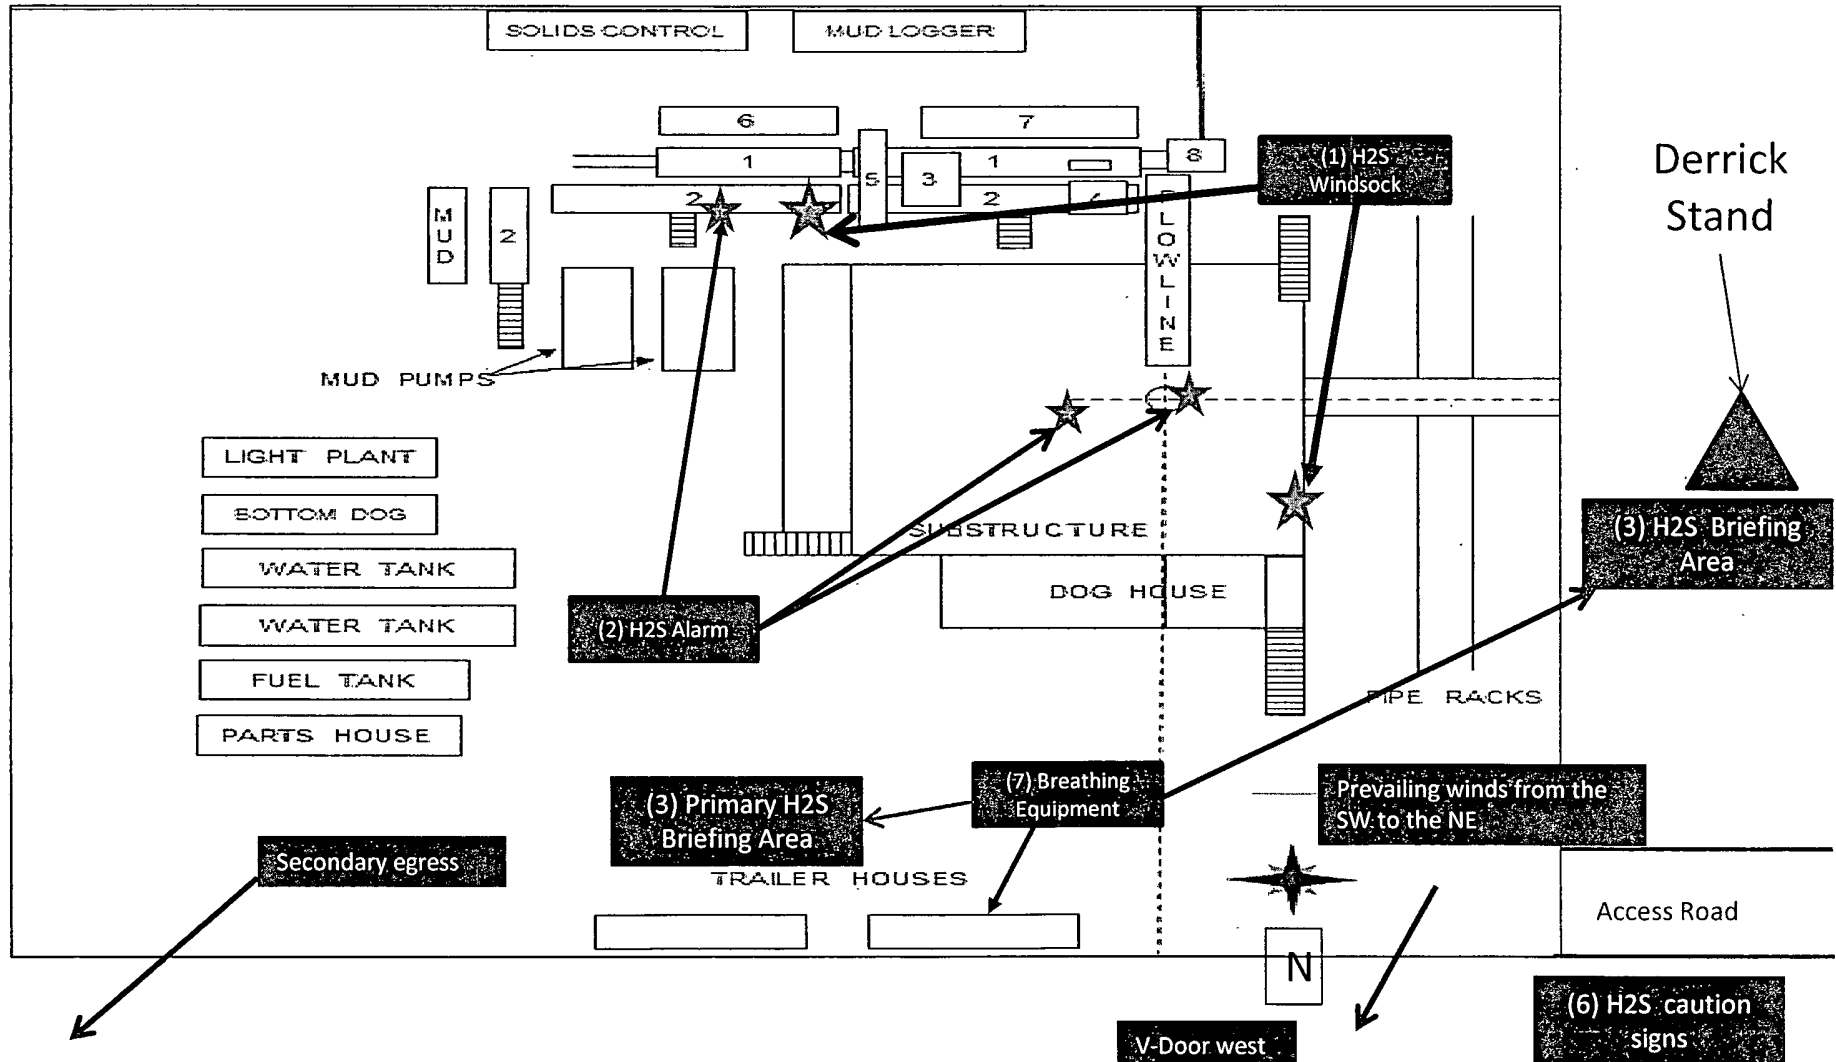 SOLIDS CONTROL
MUD LOGGER
6
7
1
1
8
5
3
2
2
(1) H2S
Windsock
Derrick
Stand
MUD
2
FLOWLINE
MUD PUMPS
LIGHT PLANT
BOTTOM DOG
WATER TANK
WATER TANK
FUEL TANK
PARTS HOUSE
SUBSTRUCTURE
DOG HOUSE
(2) H2S Alarm
(3) H2S Briefing
Area
PIPE RACKS
(7) Breathing
Equipment
(3) Primary H2S
Briefing Area
Prevailing winds from the
SW to the NE
Secondary egress
TRAILER HOUSES
Access Road
N
(6) H2S caution
signs
V-Door west